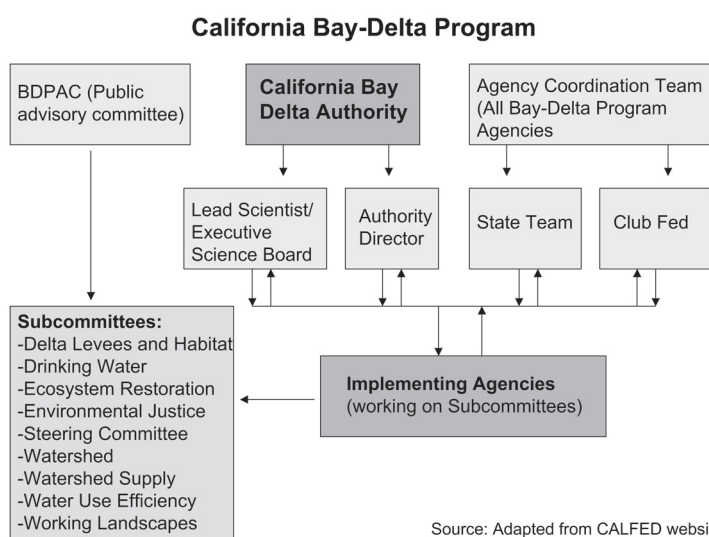 California Bay-Delta Program
BDPAC (Public
advisory committee)
California Bay
Delta Authority
Agency Coordination Team
(All Bay-Delta Program
Agencies
Lead Scientist/
Executive
Science Board
Authority
Director
State Team
Club Fed
Subcommittees:
-Delta Levees and Habitat
-Drinking Water
-Ecosystem Restoration
-Environmental Justice
-Steering Committee
-Watershed
-Watershed Supply
-Water Use Efficiency
-Working Landscapes
Implementing Agencies
(working on Subcommittees)
Source: Adapted from CALFED websi